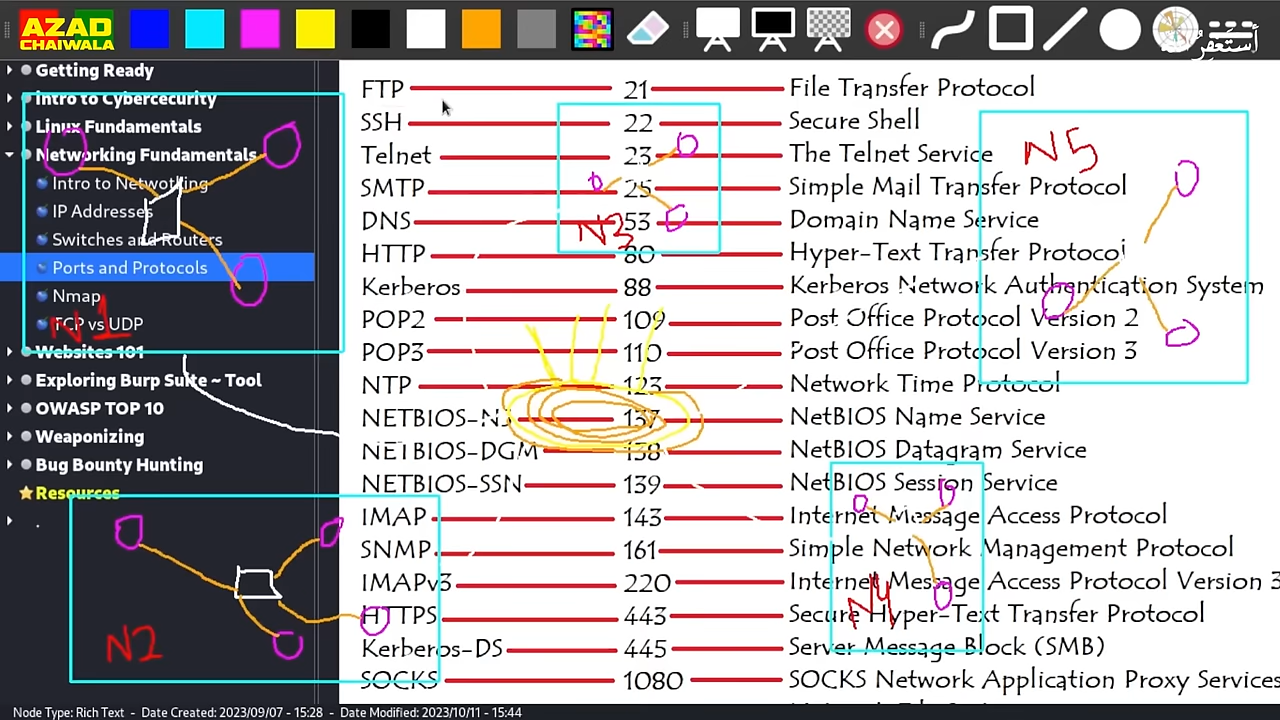 AZAD
CHAIWALA
أستغفر الله
Getting Ready
Intro to Cybercecurity
Linux Fundamentals
Networking Fundamentals
Intro to Netwothing
IP Addresses
Switches and Routers
Ports and Protocols
Nmap
TCP vs UDP
Websites 101
Exploring Burp Suite ~ Tool
OWASP TOP 10
Weaponizing
Bug Bounty Hunting
Resources
.
N1
N2
FTP 21 File Transfer Protocol
SSH 22 Secure Shell
Telnet 23 The Telnet Service
SMTP 25 Simple Mail Transfer Protocol
DNS 53 Domain Name Service
HTTP 80 Hyper-Text Transfer Protocol
Kerberos 88 Kerberos Network Authentication System
POP2 109 Post Office Protocol Version 2
POP3 110 Post Office Protocol Version 3
NTP 123 Network Time Protocol
NETBIOS-NS 137 NetBIOS Name Service
NETBIOS-DGM 138 NetBIOS Datagram Service
NETBIOS-SSN 139 NetBIOS Session Service
IMAP 143 Internet Message Access Protocol
SNMP 161 Simple Network Management Protocol
IMAPv3 220 Internet Message Access Protocol Version 3
HTTPS 443 Secure Hyper-Text Transfer Protocol
Kerberos-DS 445 Server Message Block (SMB)
SOCKS 1080 SOCKS Network Application Proxy Services
N3
N5
N4
Node Type: Rich Text - Date Created: 2023/09/07 - 15:28 - Date Modified: 2023/10/11 - 15:44